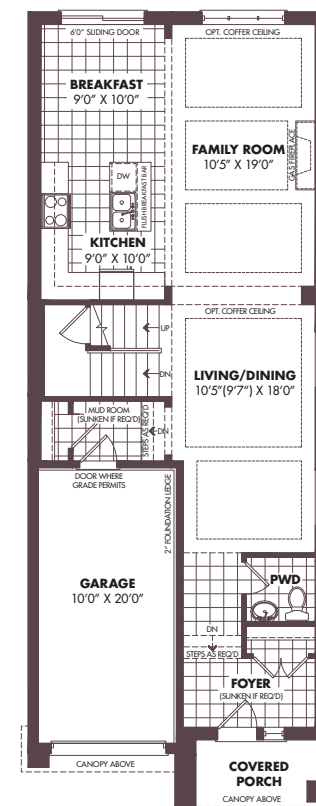 6'0" SLIDING DOOR
OPT. COFFER CEILING
BREAKFAST
9'0" X 10'0"
FAMILY ROOM
10'5" X 19'0"
GAS FIREPLACE
DW
FLUSH BREAKFAST BAR
KITCHEN
9'0" X 10'0"
OPT. COFFER CEILING
UP
DN
LIVING/DINING
10'5"(9'7") X 18'0"
MUD ROOM
(SUNKEN IF REQ'D)
DN
STEPS AS REQ'D
DOOR WHERE
GRADE PERMITS
2" FOUNDATION LEDGE
GARAGE
10'0" X 20'0"
PWD
DN
STEPS AS REQ'D
FOYER
(SUNKEN IF REQ'D)
CANOPY ABOVE
COVERED
PORCH
CANOPY ABOVE